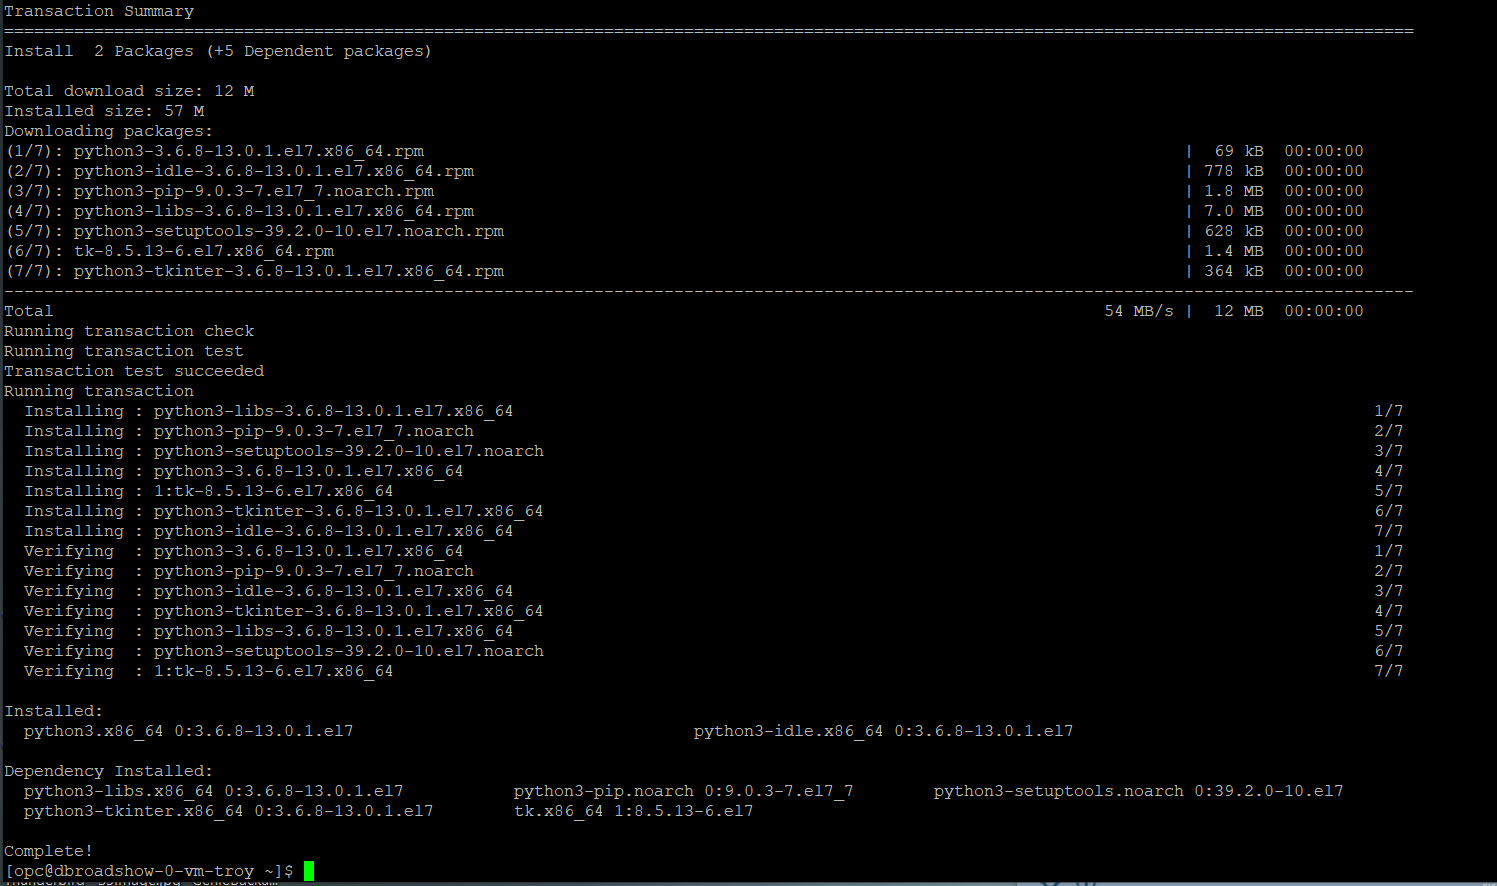 Transaction Summary
================================================================================================================================================
Install  2 Packages (+5 Dependent packages)
Total download size: 12 M
Installed size: 57 M
Downloading packages:
(1/7): python3-3.6.8-13.0.1.el7.x86_64.rpm | 69 kB 00:00:00
(2/7): python3-idle-3.6.8-13.0.1.el7.x86_64.rpm | 778 kB 00:00:00
(3/7): python3-pip-9.0.3-7.el7_7.noarch.rpm | 1.8 MB 00:00:00
(4/7): python3-libs-3.6.8-13.0.1.el7.x86_64.rpm | 7.0 MB 00:00:00
(5/7): python3-setuptools-39.2.0-10.el7.noarch.rpm | 628 kB 00:00:00
(6/7): tk-8.5.13-6.el7.x86_64.rpm | 1.4 MB 00:00:00
(7/7): python3-tkinter-3.6.8-13.0.1.el7.x86_64.rpm | 364 kB 00:00:00
------------------------------------------------------------------------------------------------------------------------------------------------
Total 54 MB/s | 12 MB 00:00:00
Running transaction check
Running transaction test
Transaction test succeeded
Running transaction
Installing : python3-libs-3.6.8-13.0.1.el7.x86_64 1/7
Installing : python3-pip-9.0.3-7.el7_7.noarch 2/7
Installing : python3-setuptools-39.2.0-10.el7.noarch 3/7
Installing : python3-3.6.8-13.0.1.el7.x86_64 4/7
Installing : 1:tk-8.5.13-6.el7.x86_64 5/7
Installing : python3-tkinter-3.6.8-13.0.1.el7.x86_64 6/7
Installing : python3-idle-3.6.8-13.0.1.el7.x86_64 7/7
Verifying : python3-3.6.8-13.0.1.el7.x86_64 1/7
Verifying : python3-pip-9.0.3-7.el7_7.noarch 2/7
Verifying : python3-idle-3.6.8-13.0.1.el7.x86_64 3/7
Verifying : python3-tkinter-3.6.8-13.0.1.el7.x86_64 4/7
Verifying : python3-libs-3.6.8-13.0.1.el7.x86_64 5/7
Verifying : python3-setuptools-39.2.0-10.el7.noarch 6/7
Verifying : 1:tk-8.5.13-6.el7.x86_64 7/7
Installed:
python3.x86_64 0:3.6.8-13.0.1.el7 python3-idle.x86_64 0:3.6.8-13.0.1.el7
Dependency Installed:
python3-libs.x86_64 0:3.6.8-13.0.1.el7 python3-pip.noarch 0:9.0.3-7.el7_7 python3-setuptools.noarch 0:39.2.0-10.el7
python3-tkinter.x86_64 0:3.6.8-13.0.1.el7 tk.x86_64 1:8.5.13-6.el7
Complete!
[opc@dbroadshow-0-vm-troy ~]$